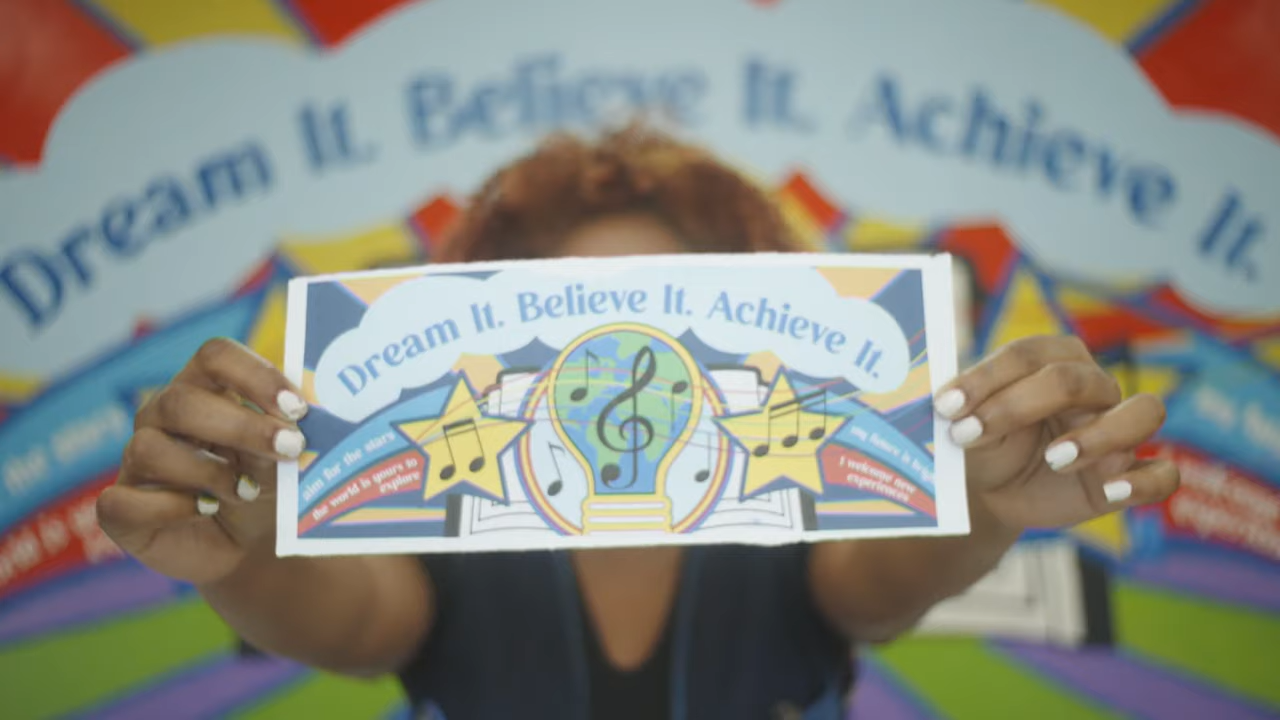 Dream It. Believe It. Achieve It.
Dream It. Believe It. Achieve It.
aim for the stars
the world is yours to
explore
my future is bright
I welcome new
experiences